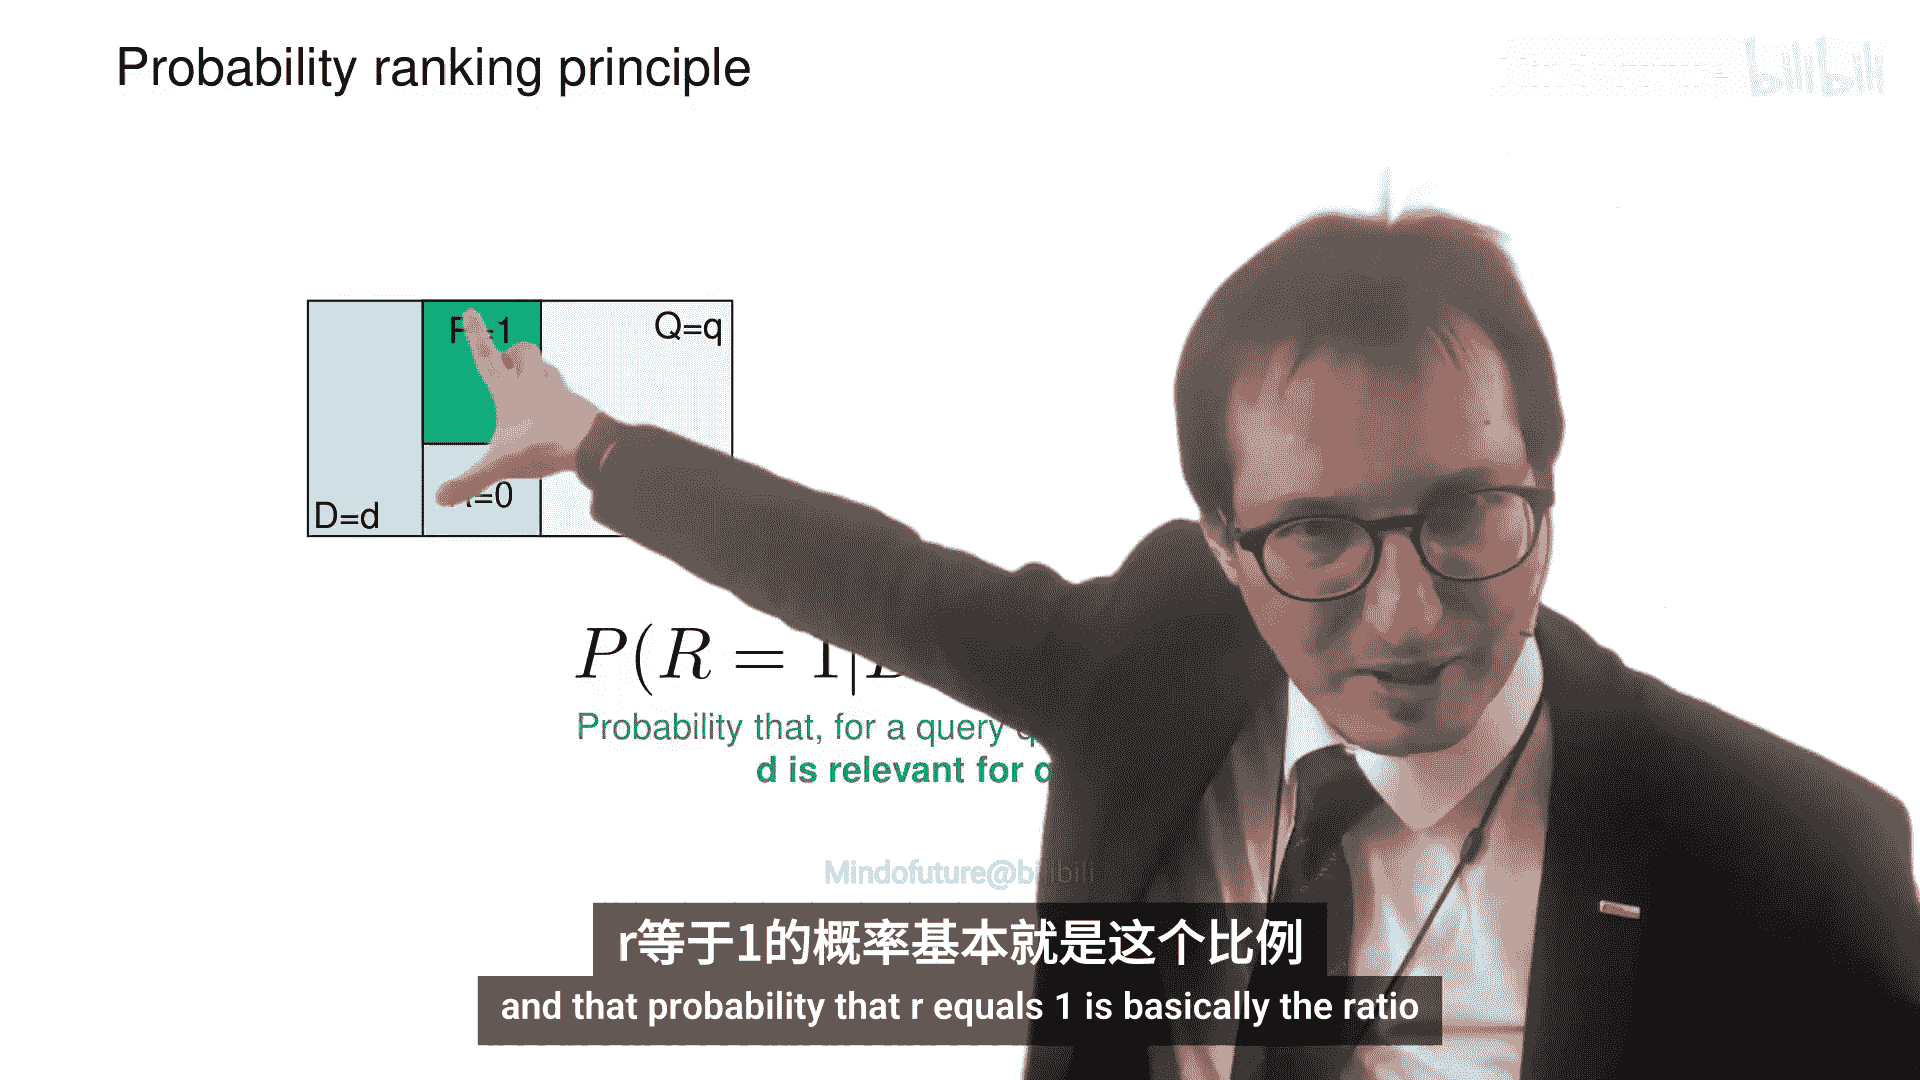 Probability ranking principle
bilibili
=1
Q=q
=0
D=d
P(R = 1|
Probability that, for a query
d is relevant for
Mindofuture@bilibili
r等于1的概率基本就是这个比例
and that probability that r equals 1 is basically the ratio